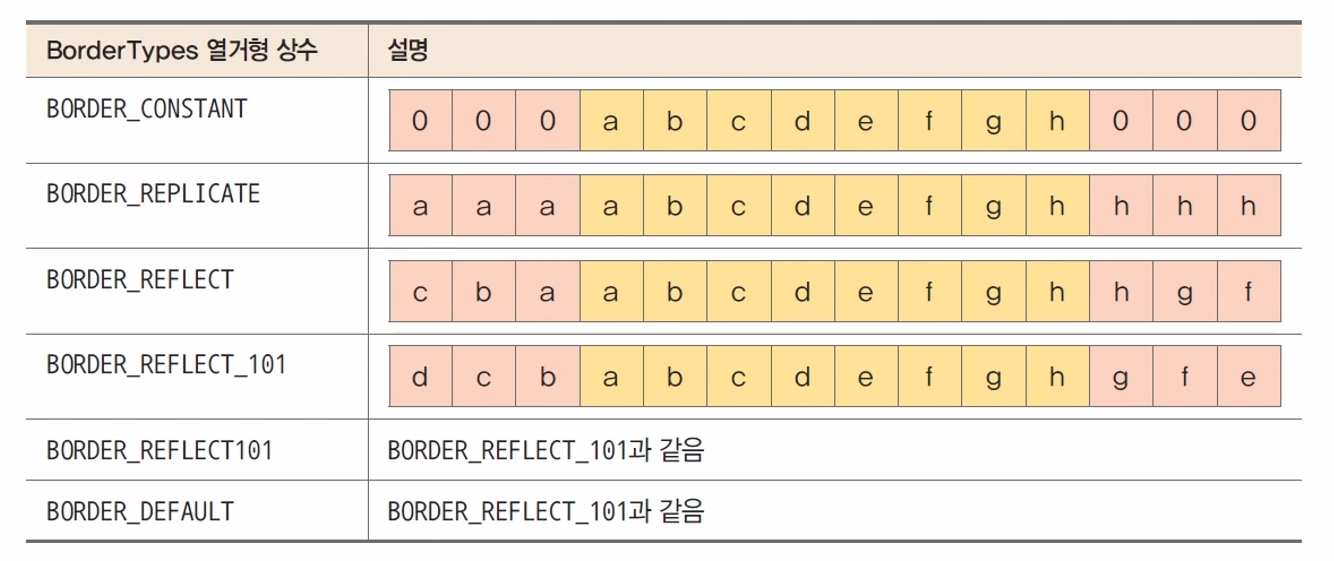 BorderTypes 열거형 상수 설명
BORDER_CONSTANT 0 0 0 a b c d e f g h 0 0 0
BORDER_REPLICATE a a a a b c d e f g h h h h
BORDER_REFLECT c b a a b c d e f g h h g f
BORDER_REFLECT_101 d c b a b c d e f g h g f e
BORDER_REFLECT101 BORDER_REFLECT_101과 같음
BORDER_DEFAULT BORDER_REFLECT_101과 같음